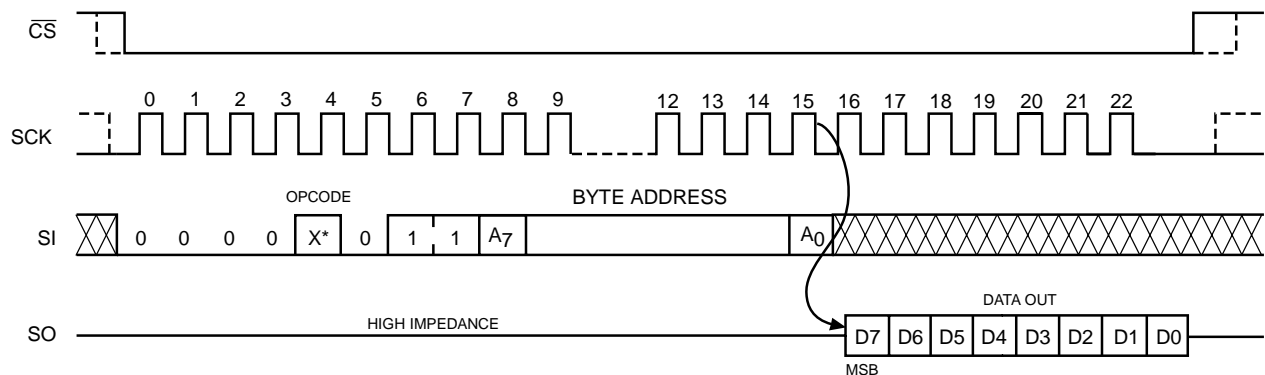 CS
0 1 2 3 4 5 6 7 8 9 12 13 14 15 16 17 18 19 20 21 22
SCK
OPCODE BYTE ADDRESS
SI 0 0 0 0 X* 0 1 1 A7 A0
DATA OUT
HIGH IMPEDANCE
SO D7 D6 D5 D4 D3 D2 D1 D0
MSB